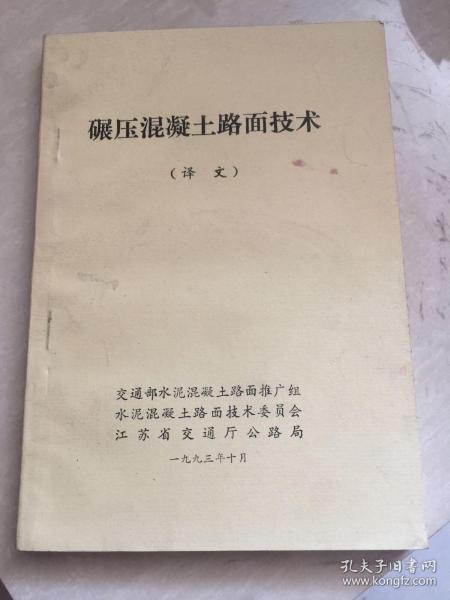 碾压混凝土路面技术
（译 文）
交通部水泥混凝土路面推广组
水泥混凝土路面技术委员会
江苏省交通厅公路局
一九九三年十月
孔夫子旧书网
www.kongfz.com